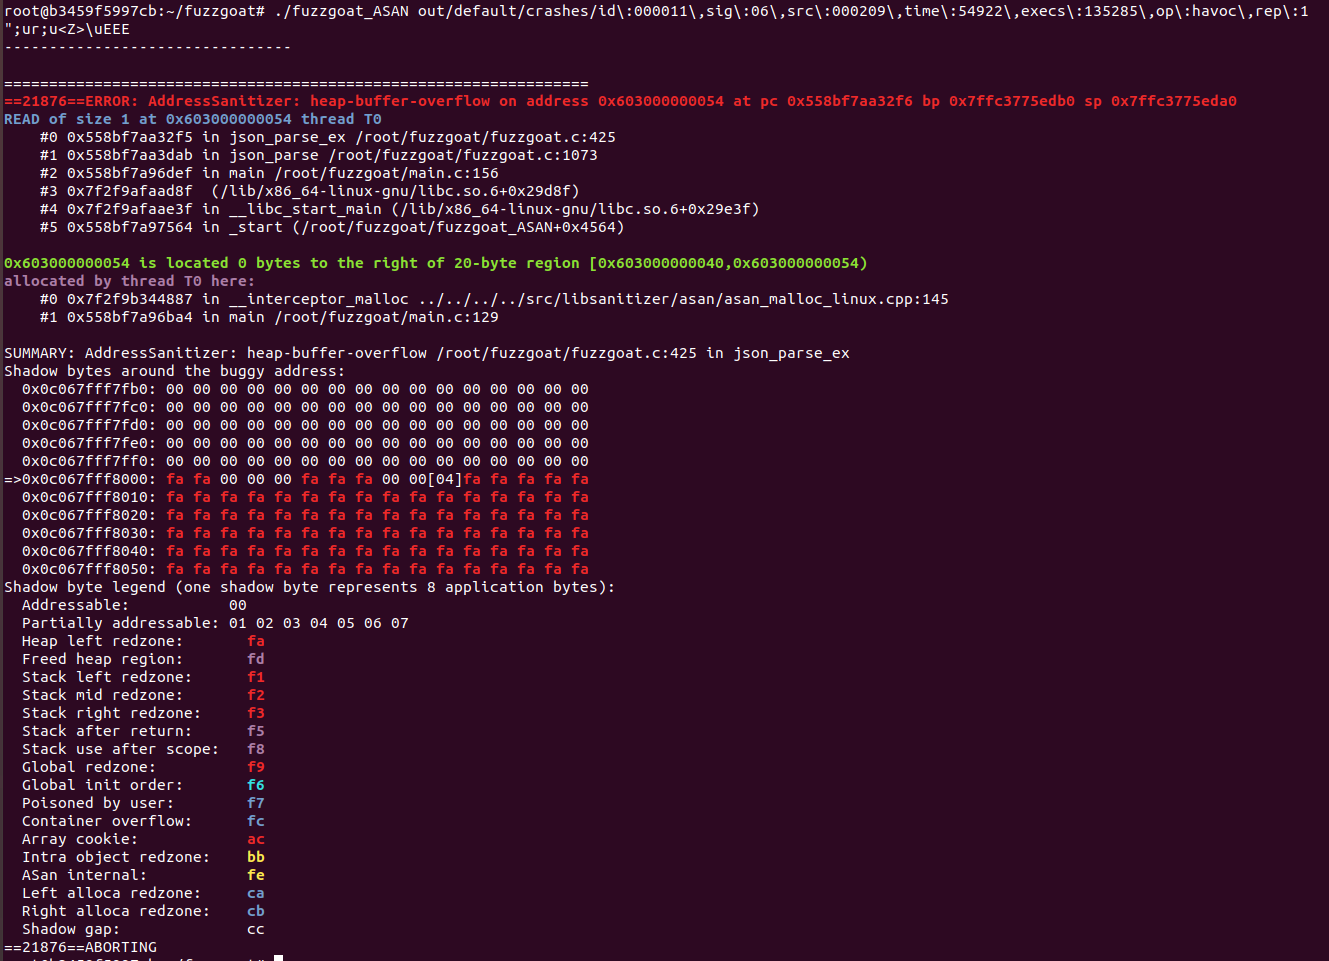 root@b3459f5997cb:~/fuzzgoat# ./fuzzgoat_ASAN out/default/crashes/id\:000011\,sig\:06\,src\:000209\,time\:54922\,execs\:135285\,op\:havoc\,rep\:1
";ur;u<Z>\uEEE
--------------------------------
=================================================================
==21876==ERROR: AddressSanitizer: heap-buffer-overflow on address 0x603000000054 at pc 0x558bf7aa32f6 bp 0x7ffc3775edb0 sp 0x7ffc3775eda0
READ of size 1 at 0x603000000054 thread T0
    #0 0x558bf7aa32f5 in json_parse_ex /root/fuzzgoat/fuzzgoat.c:425
    #1 0x558bf7aa3dab in json_parse /root/fuzzgoat/fuzzgoat.c:1073
    #2 0x558bf7a96def in main /root/fuzzgoat/main.c:156
    #3 0x7f2f9afaad8f  (/lib/x86_64-linux-gnu/libc.so.6+0x29d8f)
    #4 0x7f2f9afaae3f in __libc_start_main (/lib/x86_64-linux-gnu/libc.so.6+0x29e3f)
    #5 0x558bf7a97564 in _start (/root/fuzzgoat/fuzzgoat_ASAN+0x4564)
0x603000000054 is located 0 bytes to the right of 20-byte region [0x603000000040,0x603000000054)
allocated by thread T0 here:
    #0 0x7f2f9b344887 in __interceptor_malloc ../../../../src/libsanitizer/asan/asan_malloc_linux.cpp:145
    #1 0x558bf7a96ba4 in main /root/fuzzgoat/main.c:129
SUMMARY: AddressSanitizer: heap-buffer-overflow /root/fuzzgoat/fuzzgoat.c:425 in json_parse_ex
Shadow bytes around the buggy address:
  0x0c067fff7fb0: 00 00 00 00 00 00 00 00 00 00 00 00 00 00 00 00
  0x0c067fff7fc0: 00 00 00 00 00 00 00 00 00 00 00 00 00 00 00 00
  0x0c067fff7fd0: 00 00 00 00 00 00 00 00 00 00 00 00 00 00 00 00
  0x0c067fff7fe0: 00 00 00 00 00 00 00 00 00 00 00 00 00 00 00 00
  0x0c067fff7ff0: 00 00 00 00 00 00 00 00 00 00 00 00 00 00 00 00
=>0x0c067fff8000: fa fa 00 00 00 fa fa fa 00 00[04]fa fa fa fa fa
  0x0c067fff8010: fa fa fa fa fa fa fa fa fa fa fa fa fa fa fa fa
  0x0c067fff8020: fa fa fa fa fa fa fa fa fa fa fa fa fa fa fa fa
  0x0c067fff8030: fa fa fa fa fa fa fa fa fa fa fa fa fa fa fa fa
  0x0c067fff8040: fa fa fa fa fa fa fa fa fa fa fa fa fa fa fa fa
  0x0c067fff8050: fa fa fa fa fa fa fa fa fa fa fa fa fa fa fa fa
Shadow byte legend (one shadow byte represents 8 application bytes):
  Addressable:           00
  Partially addressable: 01 02 03 04 05 06 07
  Heap left redzone:       fa
  Freed heap region:       fd
  Stack left redzone:      f1
  Stack mid redzone:       f2
  Stack right redzone:     f3
  Stack after return:      f5
  Stack use after scope:   f8
  Global redzone:          f9
  Global init order:       f6
  Poisoned by user:        f7
  Container overflow:      fc
  Array cookie:            ac
  Intra object redzone:    bb
  ASan internal:           fe
  Left alloca redzone:     ca
  Right alloca redzone:    cb
  Shadow gap:              cc
==21876==ABORTING